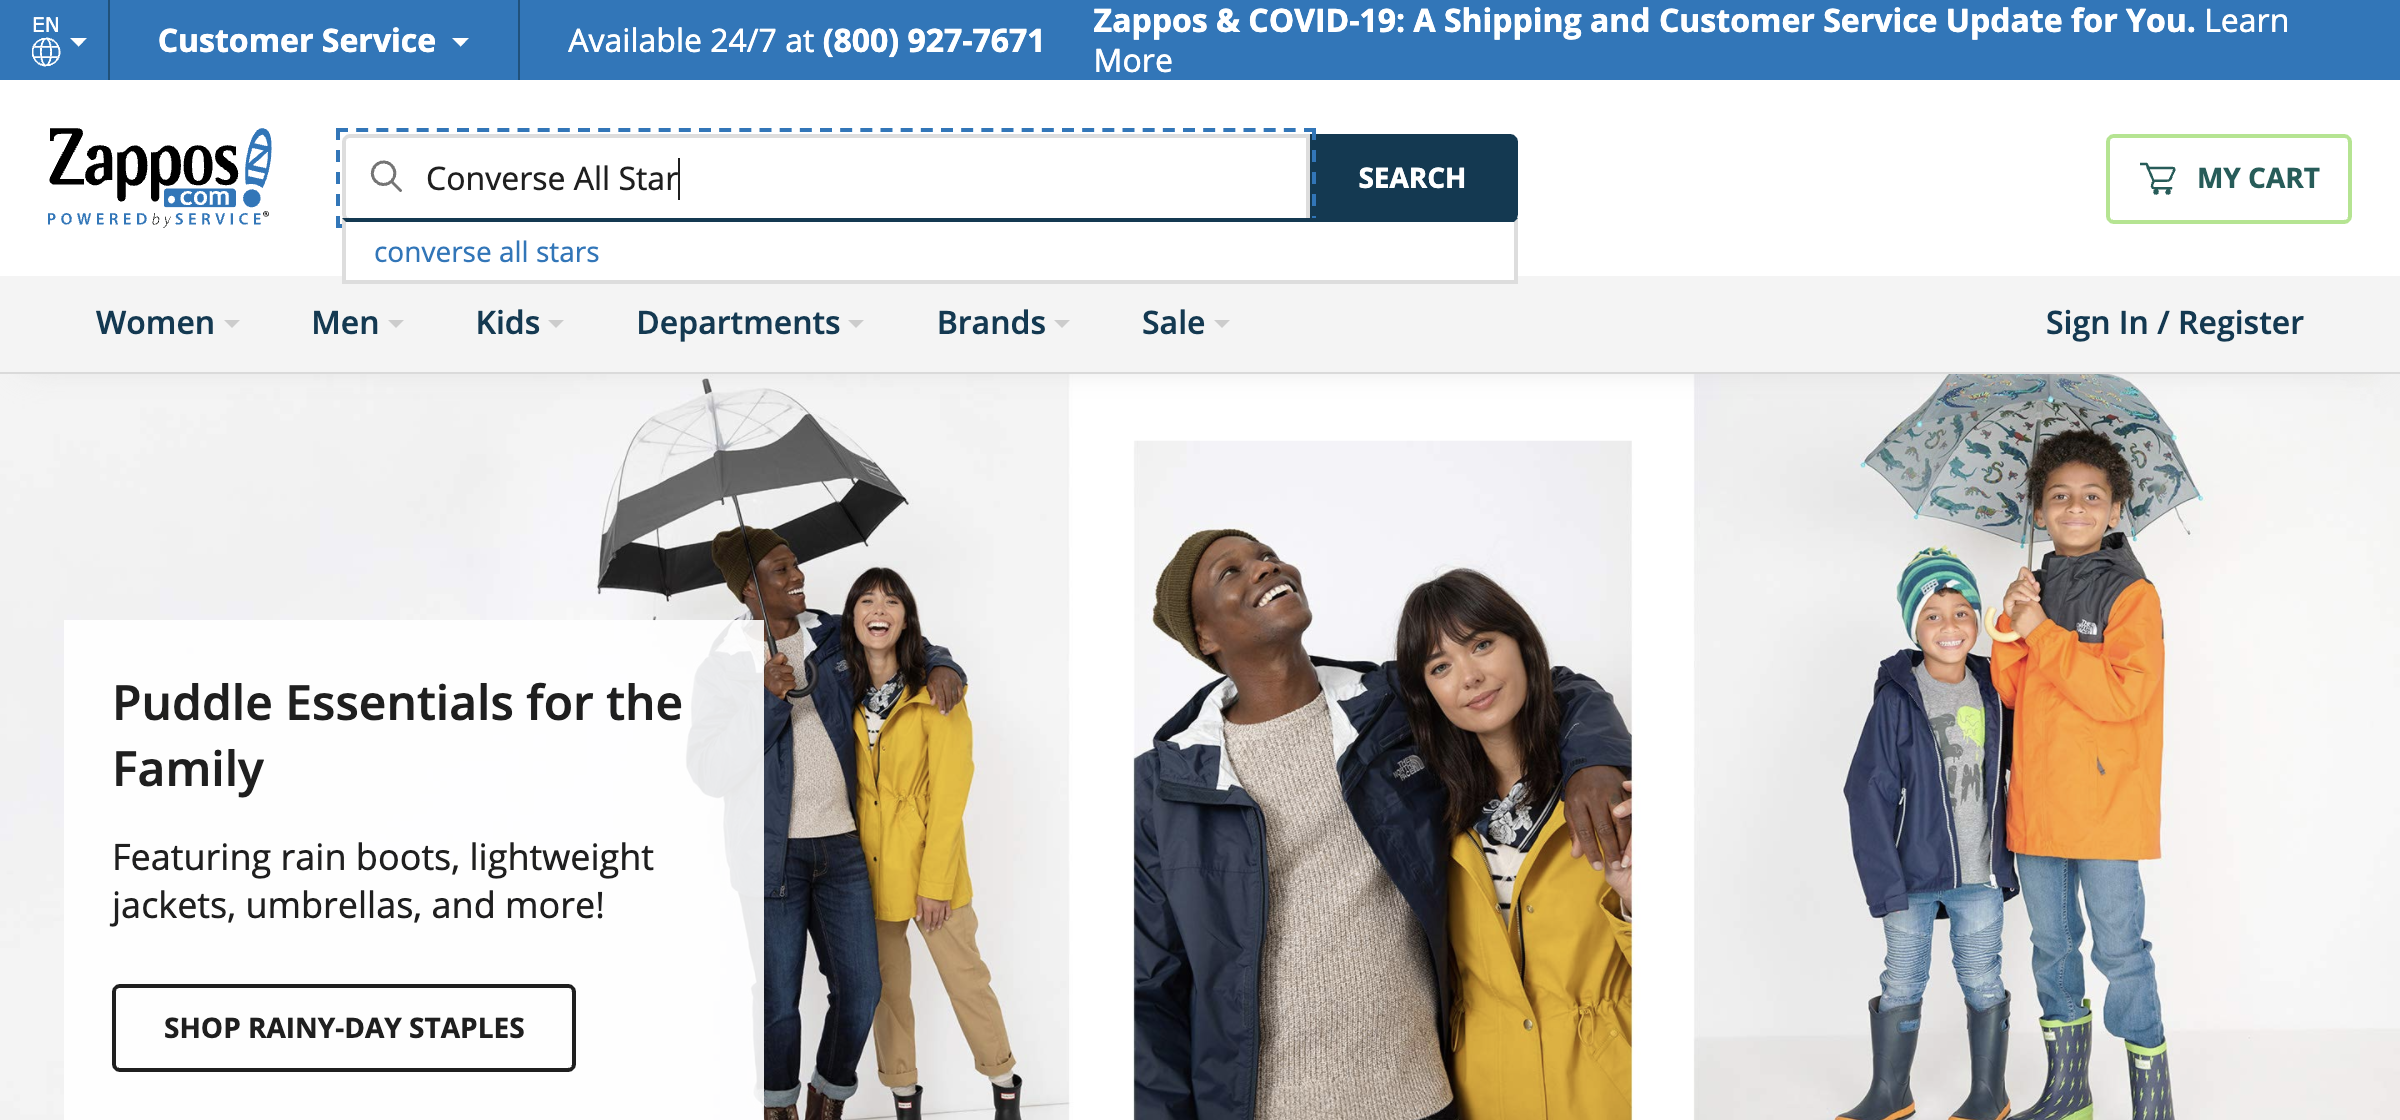 EN
Customer Service
Available 24/7 at (800) 927-7671
Zappos & COVID-19: A Shipping and Customer Service Update for You. Learn
More
Zappos
.com
POWERED by SERVICE®
Converse All Star
SEARCH
MY CART
converse all stars
Women
Men
Kids
Departments
Brands
Sale
Sign In / Register
Puddle Essentials for the
Family
Featuring rain boots, lightweight
jackets, umbrellas, and more!
SHOP RAINY-DAY STAPLES